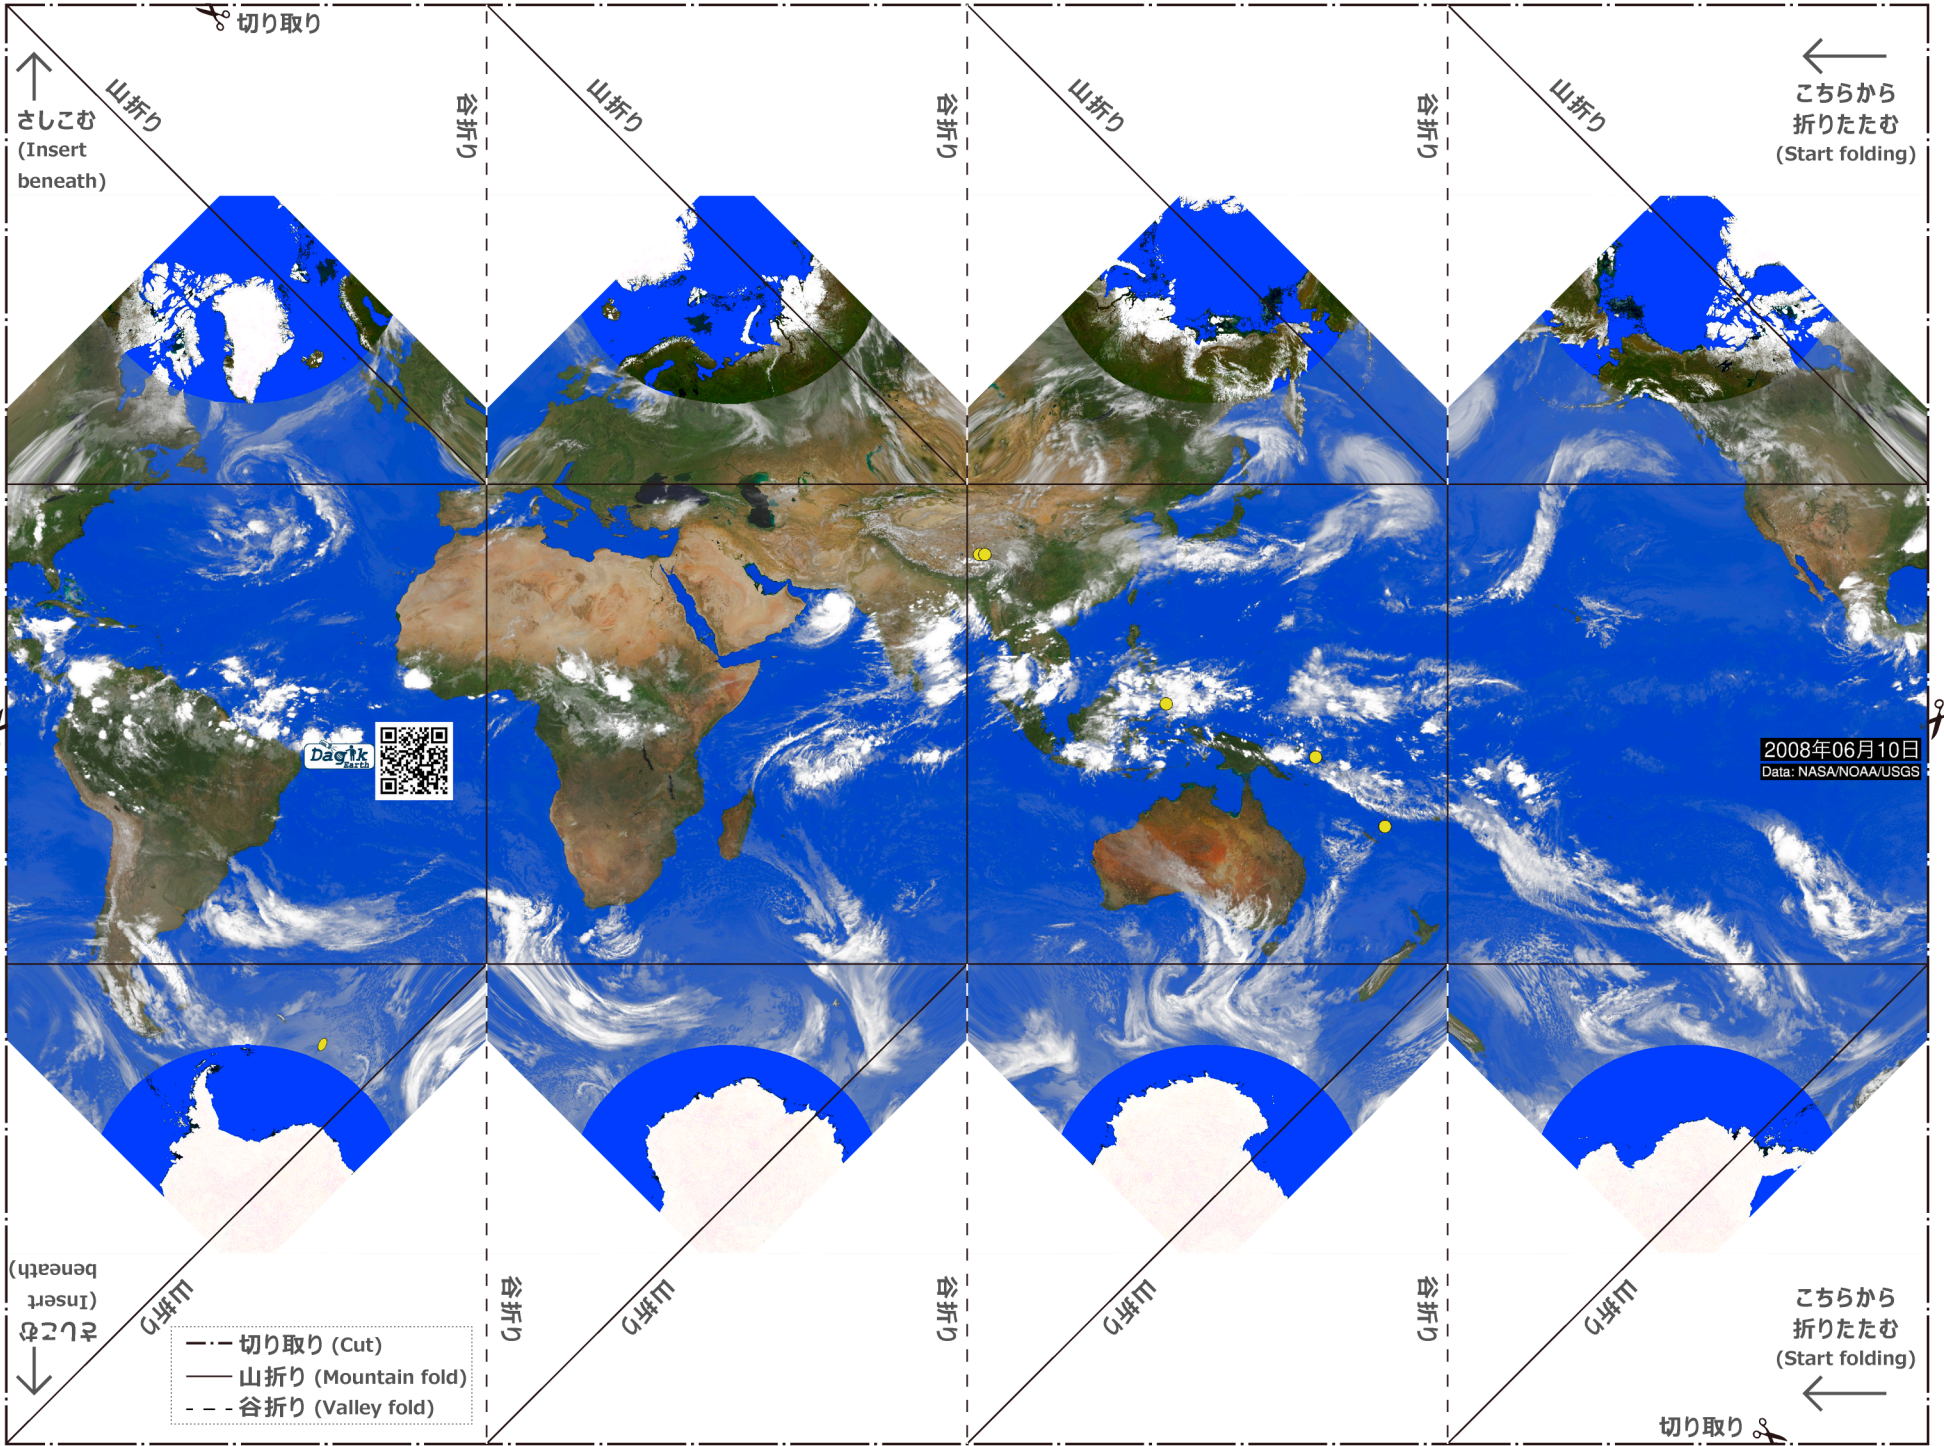 切り取り
さしこむ
(Insert
beneath)
山折り
谷折り
山折り
谷折り
山折り
谷折り
山折り
こちらから
折りたたむ
(Start folding)
Dagik
Earth
2008年06月10日
Data: NASA/NOAA/USGS
さしこむ
(Insert
beneath)
山折り
谷折り
山折り
谷折り
山折り
谷折り
山折り
こちらから
折りたたむ
(Start folding)
切り取り (Cut)
山折り (Mountain fold)
谷折り (Valley fold)
切り取り